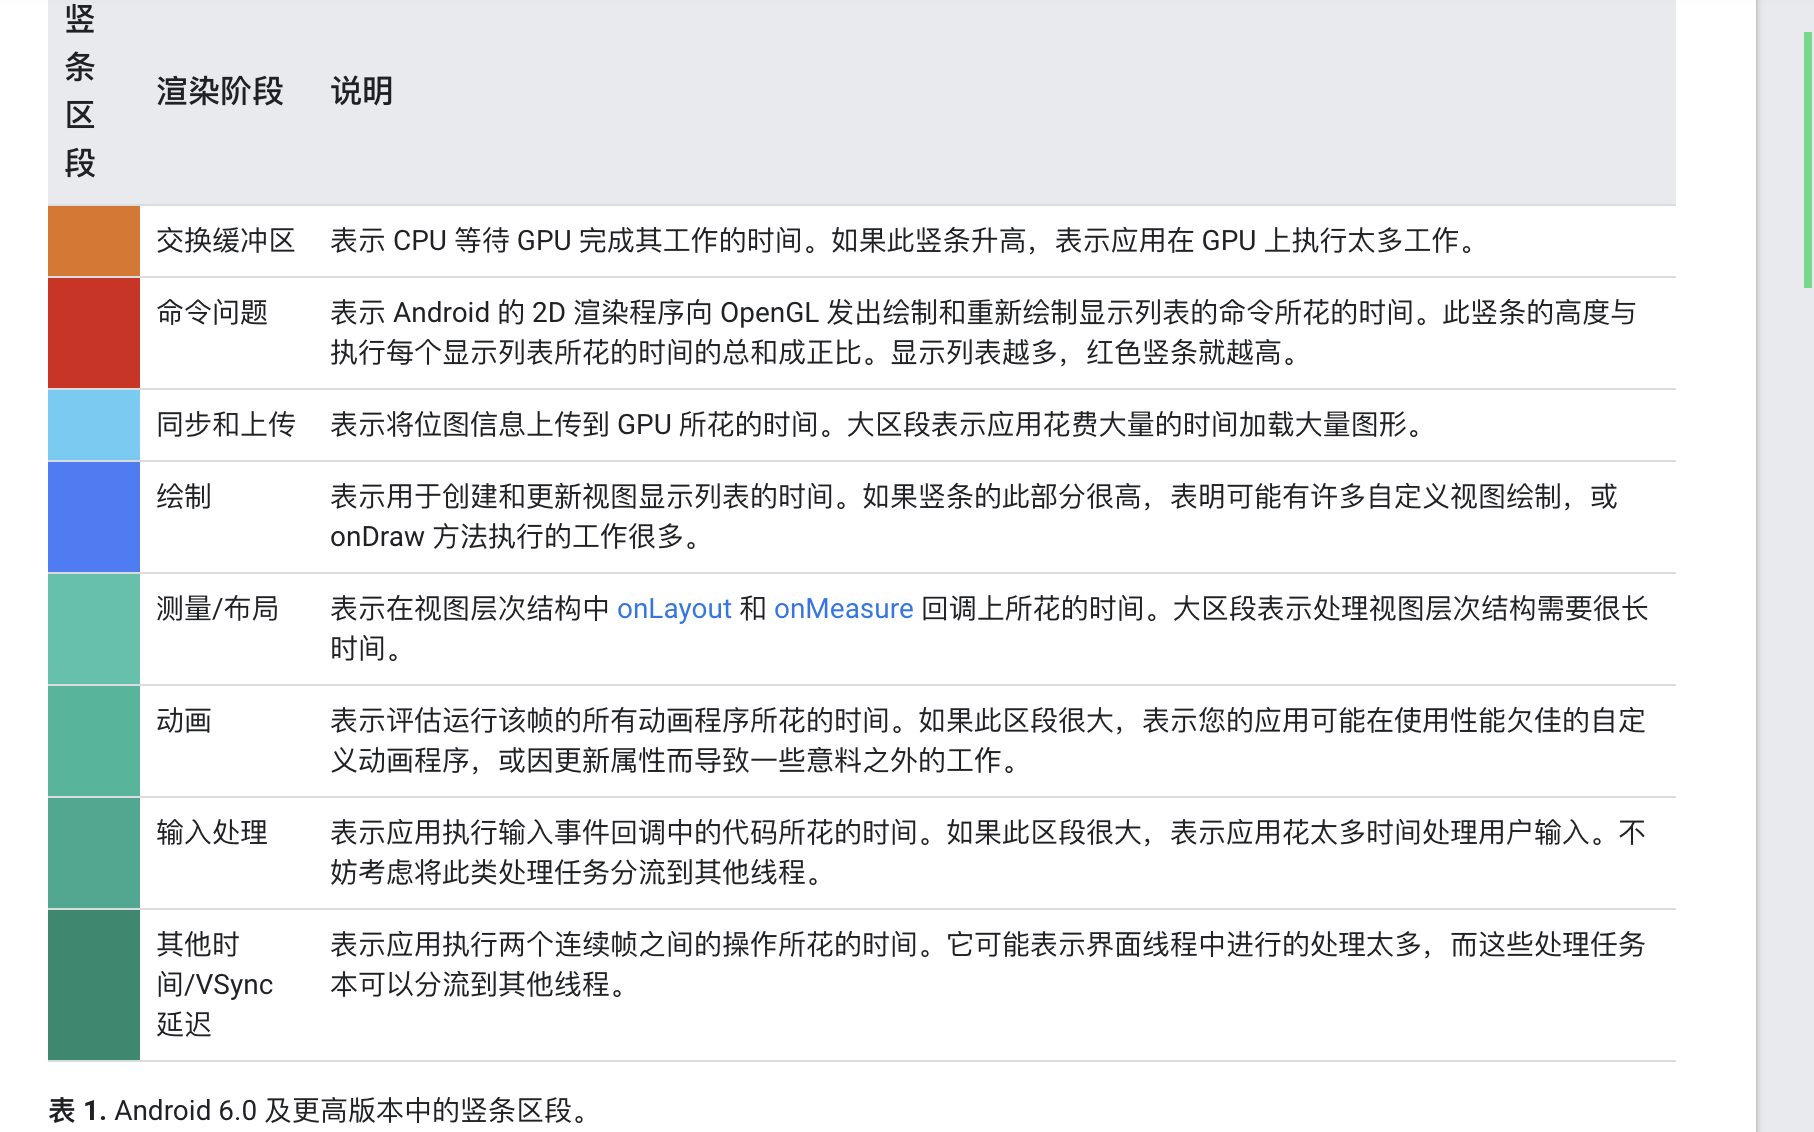 竖
条
区
段
渲染阶段 说明
交换缓冲区 表示 CPU 等待 GPU 完成其工作的时间。如果此竖条升高，表示应用在 GPU 上执行太多工作。
命令问题 表示 Android 的 2D 渲染程序向 OpenGL 发出绘制和重新绘制显示列表的命令所花的时间。此竖条的高度与
执行每个显示列表所花的时间的总和成正比。显示列表越多，红色竖条就越高。
同步和上传 表示将位图信息上传到 GPU 所花的时间。大区段表示应用花费大量的时间加载大量图形。
绘制 表示用于创建和更新视图显示列表的时间。如果竖条的此部分很高，表明可能有许多自定义视图绘制，或
onDraw 方法执行的工作很多。
测量/布局 表示在视图层次结构中 onLayout 和 onMeasure 回调上所花的时间。大区段表示处理视图层次结构需要很长
时间。
动画 表示评估运行该帧的所有动画程序所花的时间。如果此区段很大，表示您的应用可能在使用性能欠佳的自定
义动画程序，或因更新属性而导致一些意料之外的工作。
输入处理 表示应用执行输入事件回调中的代码所花的时间。如果此区段很大，表示应用花太多时间处理用户输入。不
妨考虑将此类处理任务分流到其他线程。
其他时 表示应用执行两个连续帧之间的操作所花的时间。它可能表示界面线程中进行的处理太多，而这些处理任务
间/VSync 本可以分流到其他线程。
延迟
表 1. Android 6.0 及更高版本中的竖条区段。